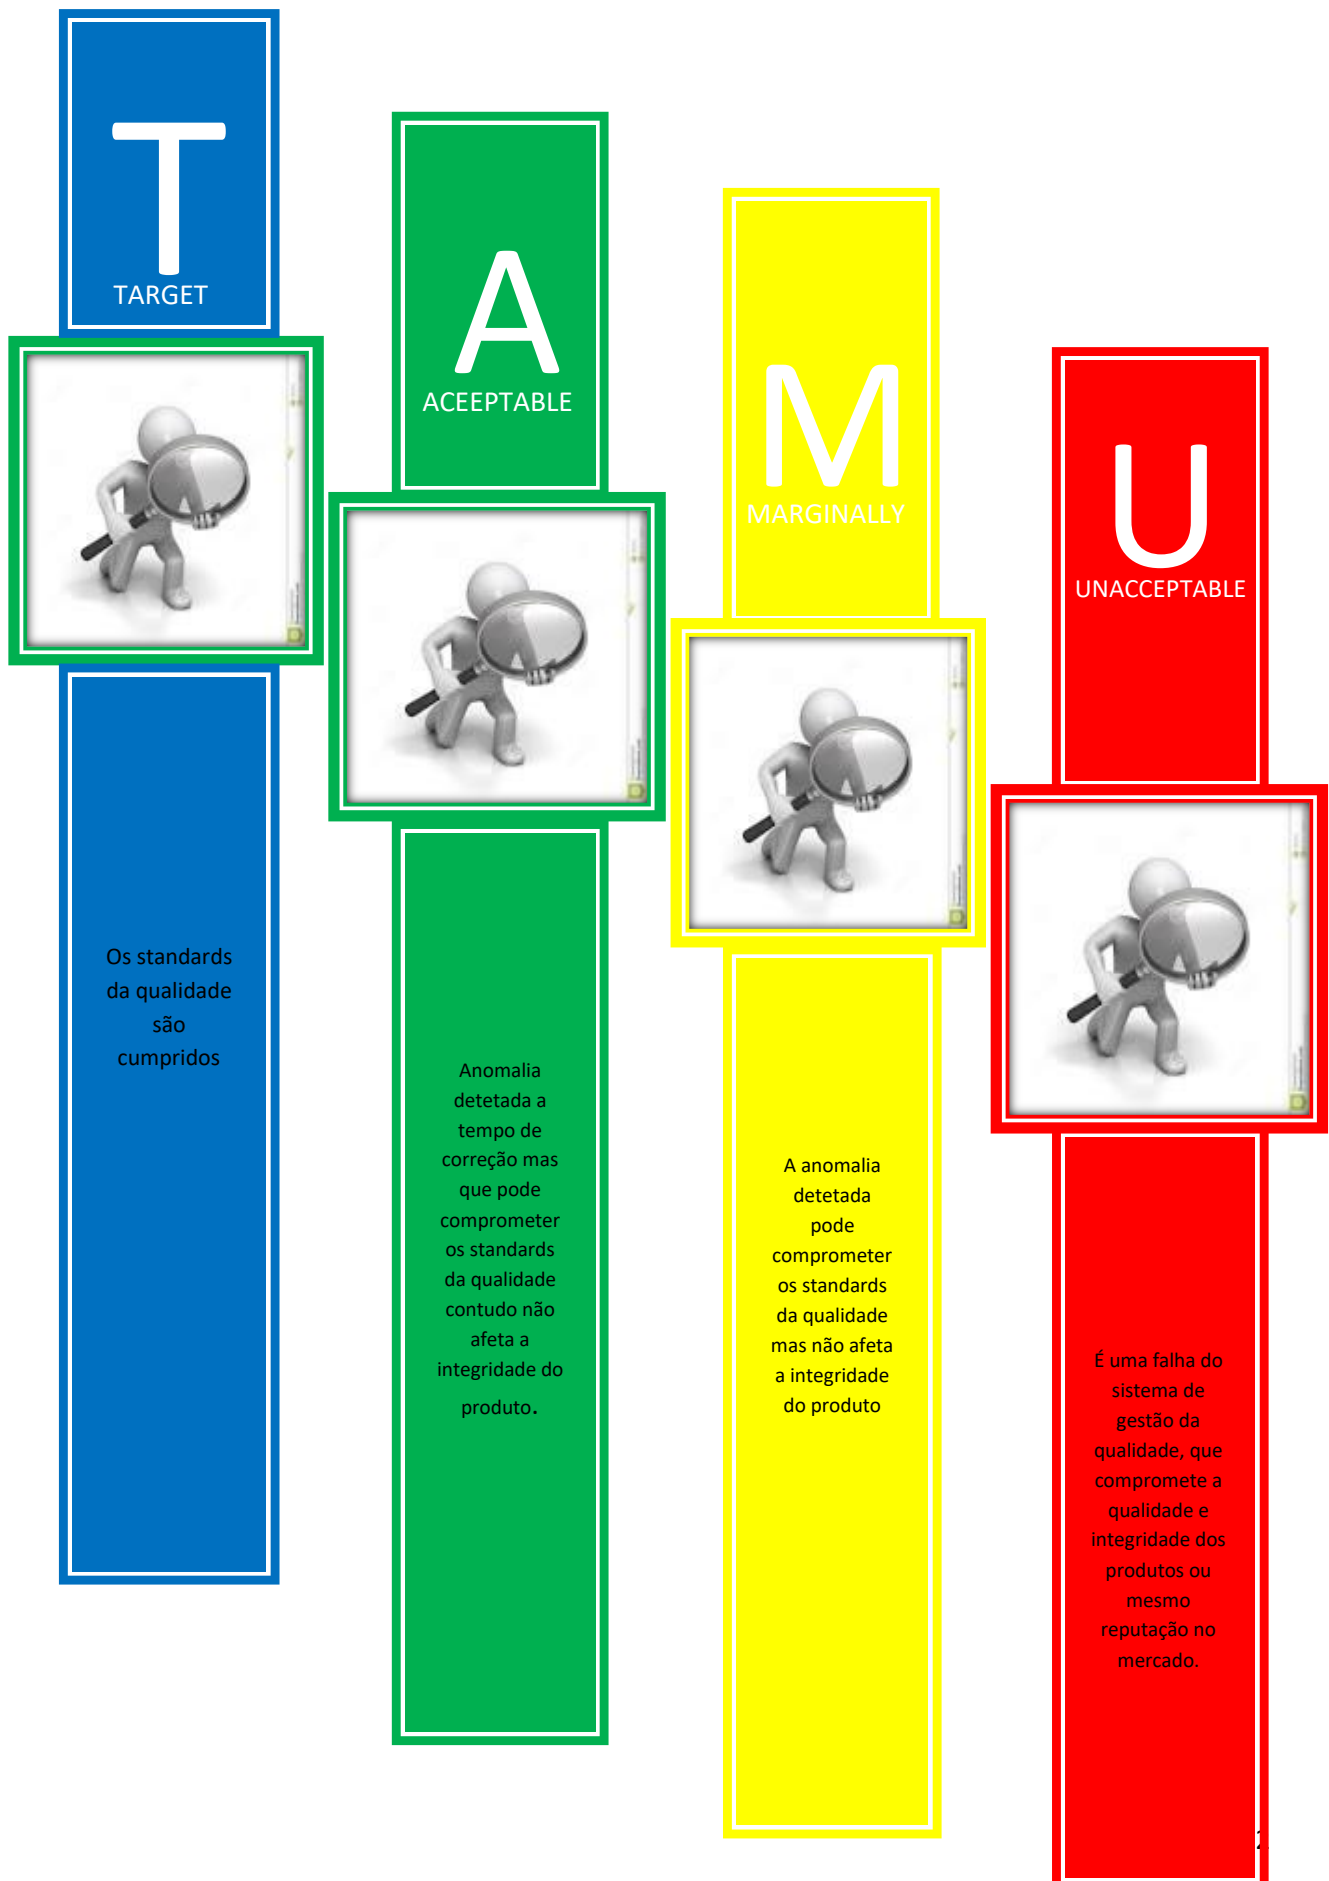 T
TARGET
Os standards
da qualidade
são
cumpridos
A
ACEEPTABLE
Anomalia
detetada a
tempo de
correção mas
que pode
comprometer
os standards
da qualidade
contudo não
afeta a
integridade do
produto.
M
MARGINALLY
A anomalia
detetada
pode
comprometer
os standards
da qualidade
mas não afeta
a integridade
do produto
U
UNACCEPTABLE
É uma falha do
sistema de
gestão da
qualidade, que
compromete a
qualidade e
integridade dos
produtos ou
mesmo
reputação no
mercado.